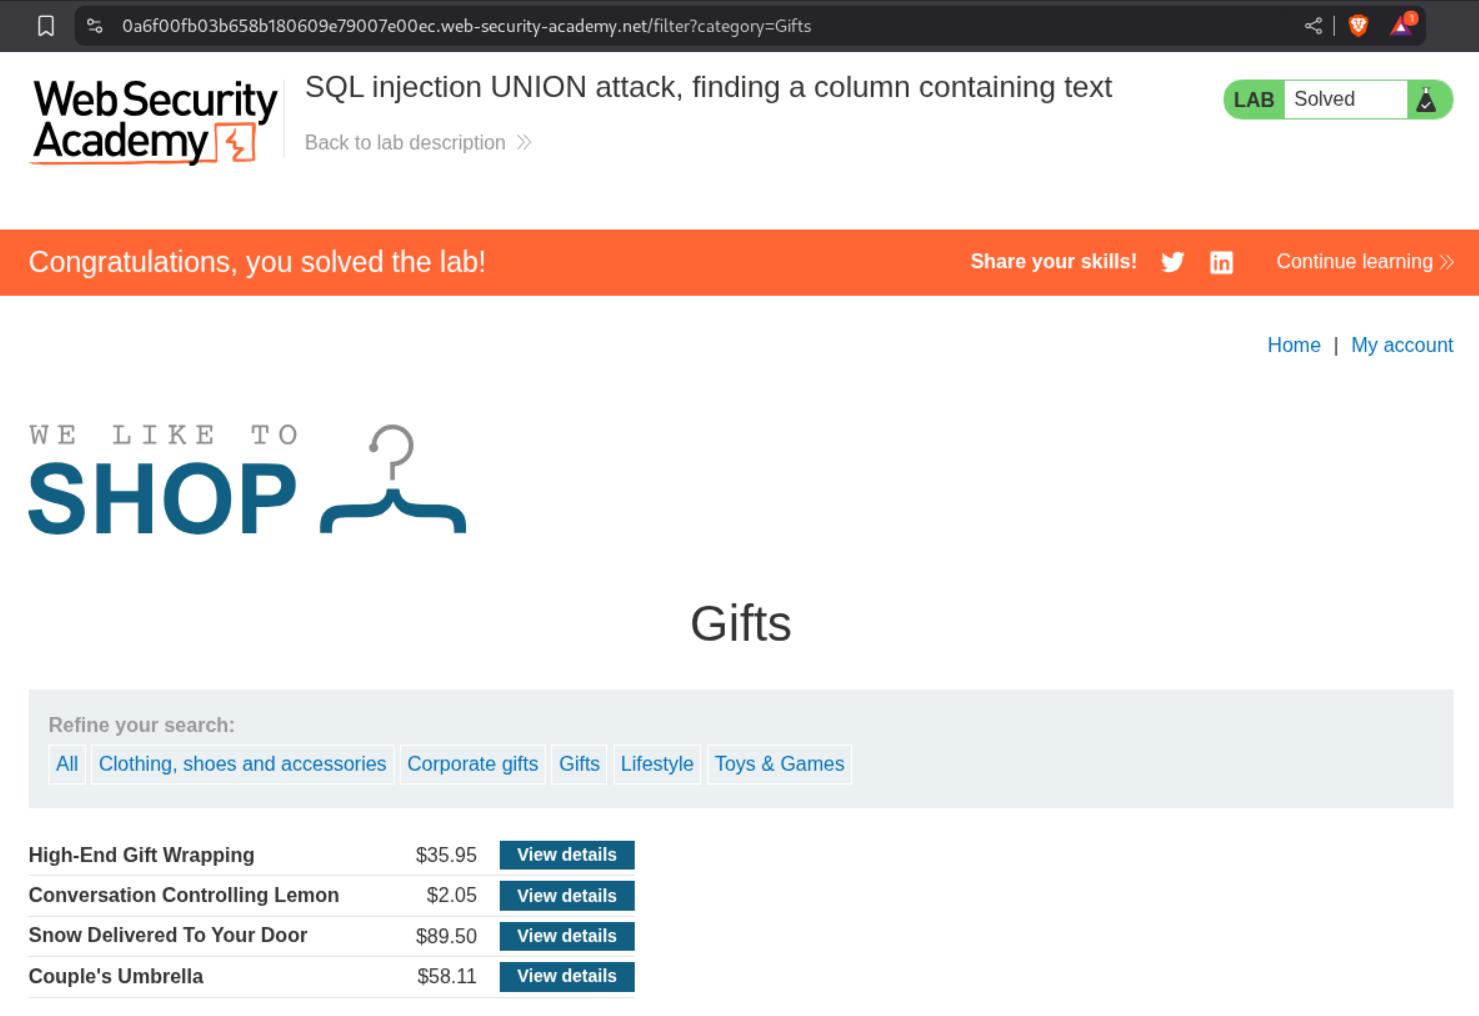 0a6f00fb03b658b180609e79007e00ec.web-security-academy.net/filter?category=Gifts
1
Web Security
Academy
SQL injection UNION attack, finding a column containing text
Back to lab description
LAB Solved
Congratulations, you solved the lab!
Share your skills!
in
Continue learning
Home | My account
WE LIKE TO
SHOP
Gifts
Refine your search:
All Clothing, shoes and accessories Corporate gifts Gifts Lifestyle Toys & Games
High-End Gift Wrapping $35.95 View details
Conversation Controlling Lemon $2.05 View details
Snow Delivered To Your Door $89.50 View details
Couple's Umbrella $58.11 View details